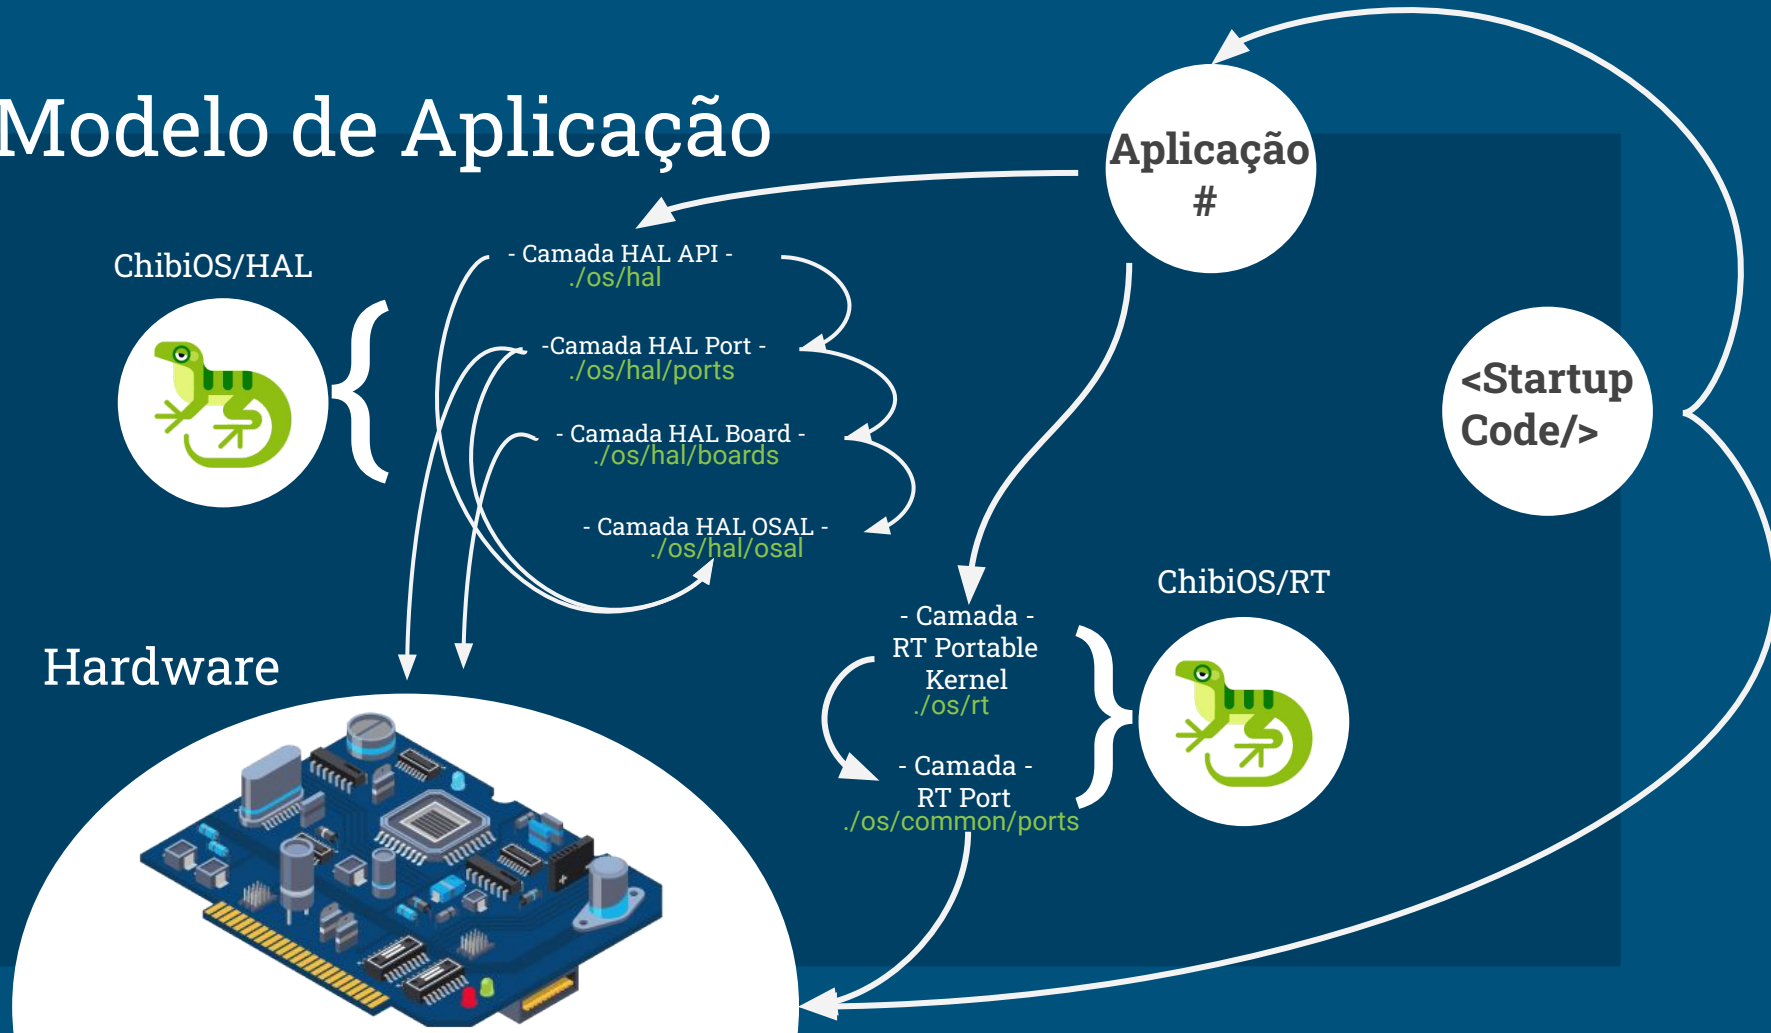 Modelo de Aplicação
Aplicação
#
ChibiOS/HAL
- Camada HAL API -
./os/hal
-Camada HAL Port -
./os/hal/ports
- Camada HAL Board -
./os/hal/boards
- Camada HAL OSAL -
./os/hal/osal
<Startup
Code/>
ChibiOS/RT
- Camada -
RT Portable
Kernel
./os/rt
- Camada -
RT Port
./os/common/ports
Hardware